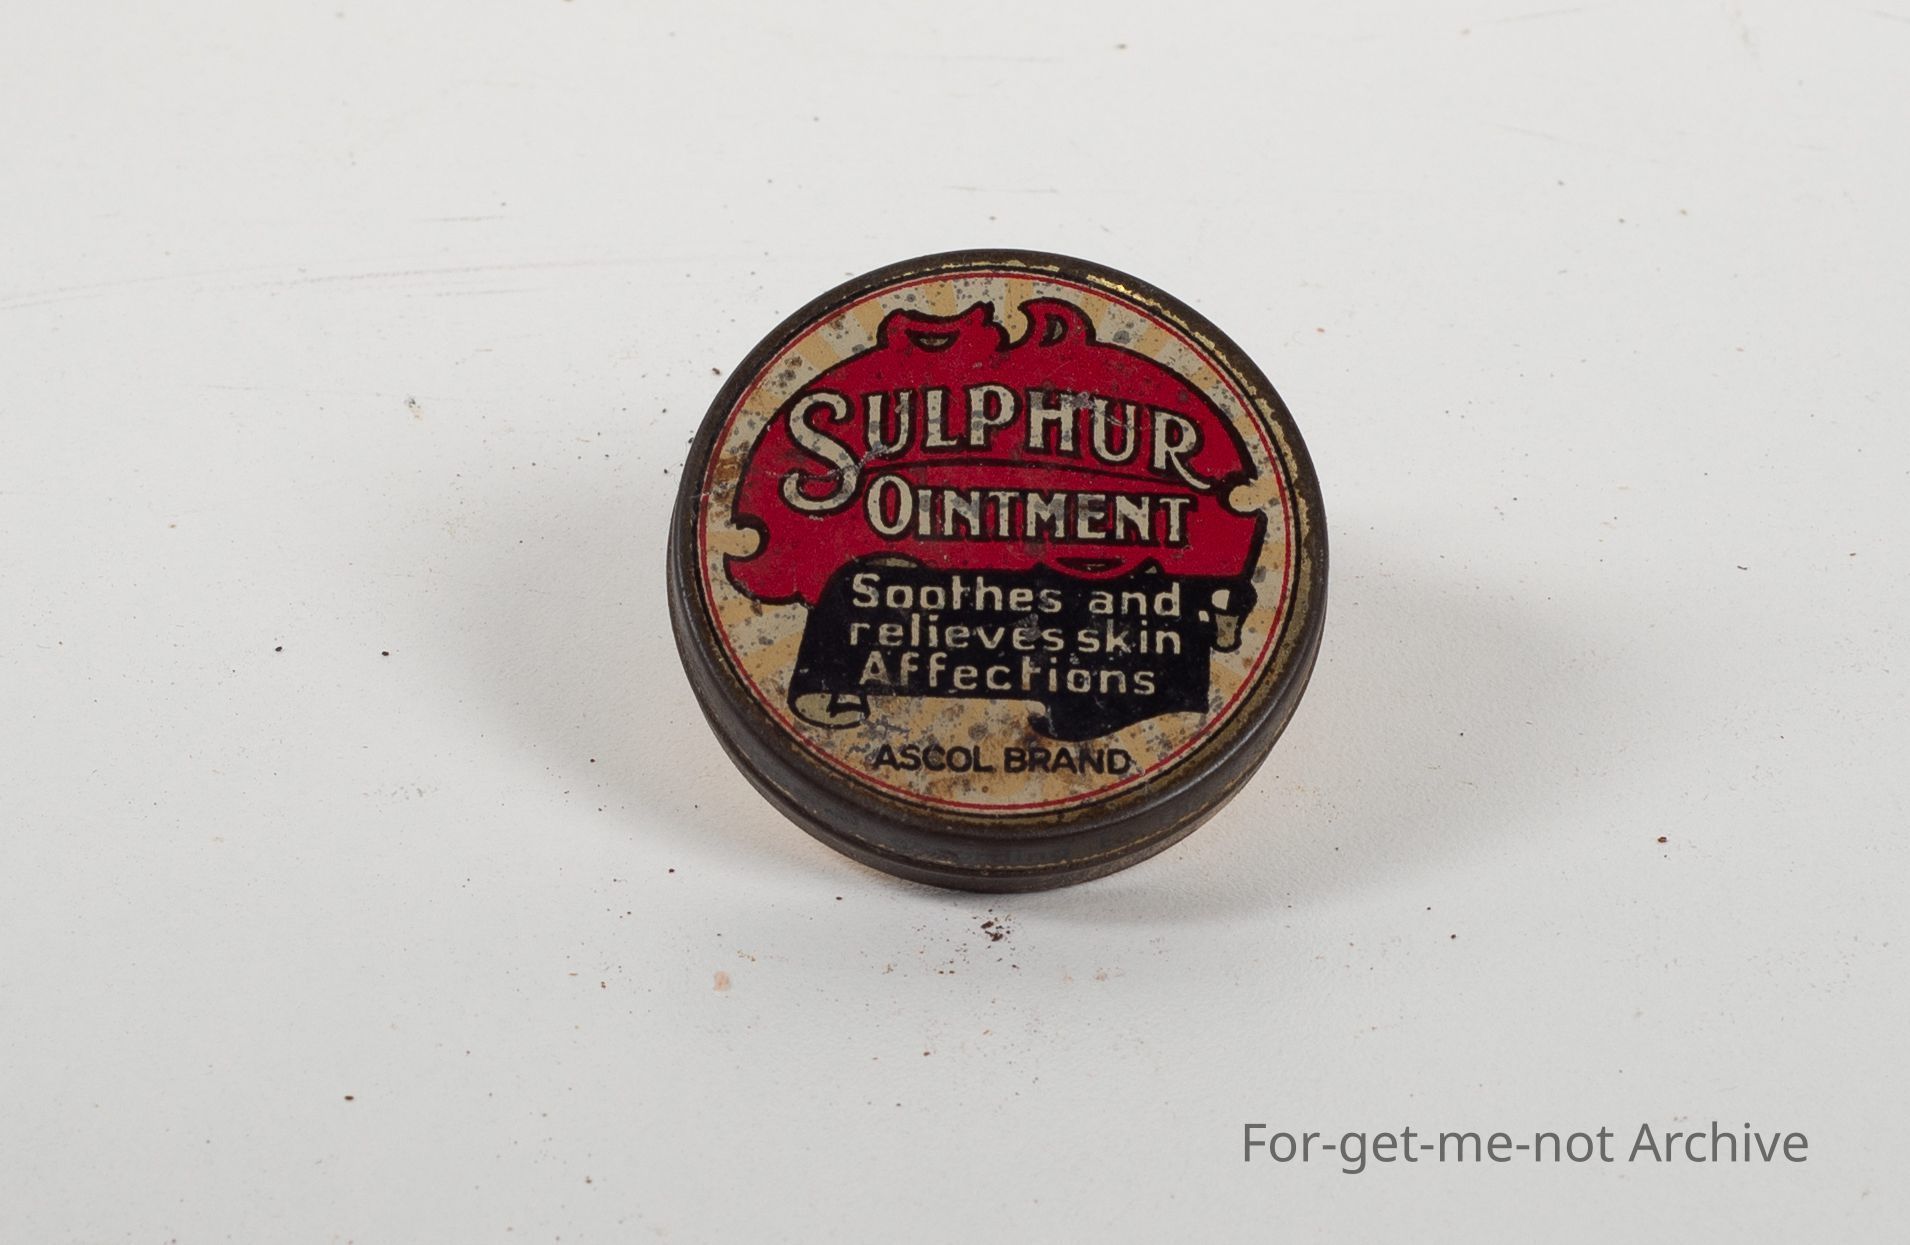 SULPHUR
OINTMENT
Soothes and
relieves skin
Affections
ASCOL BRAND
For-get-me-not Archive